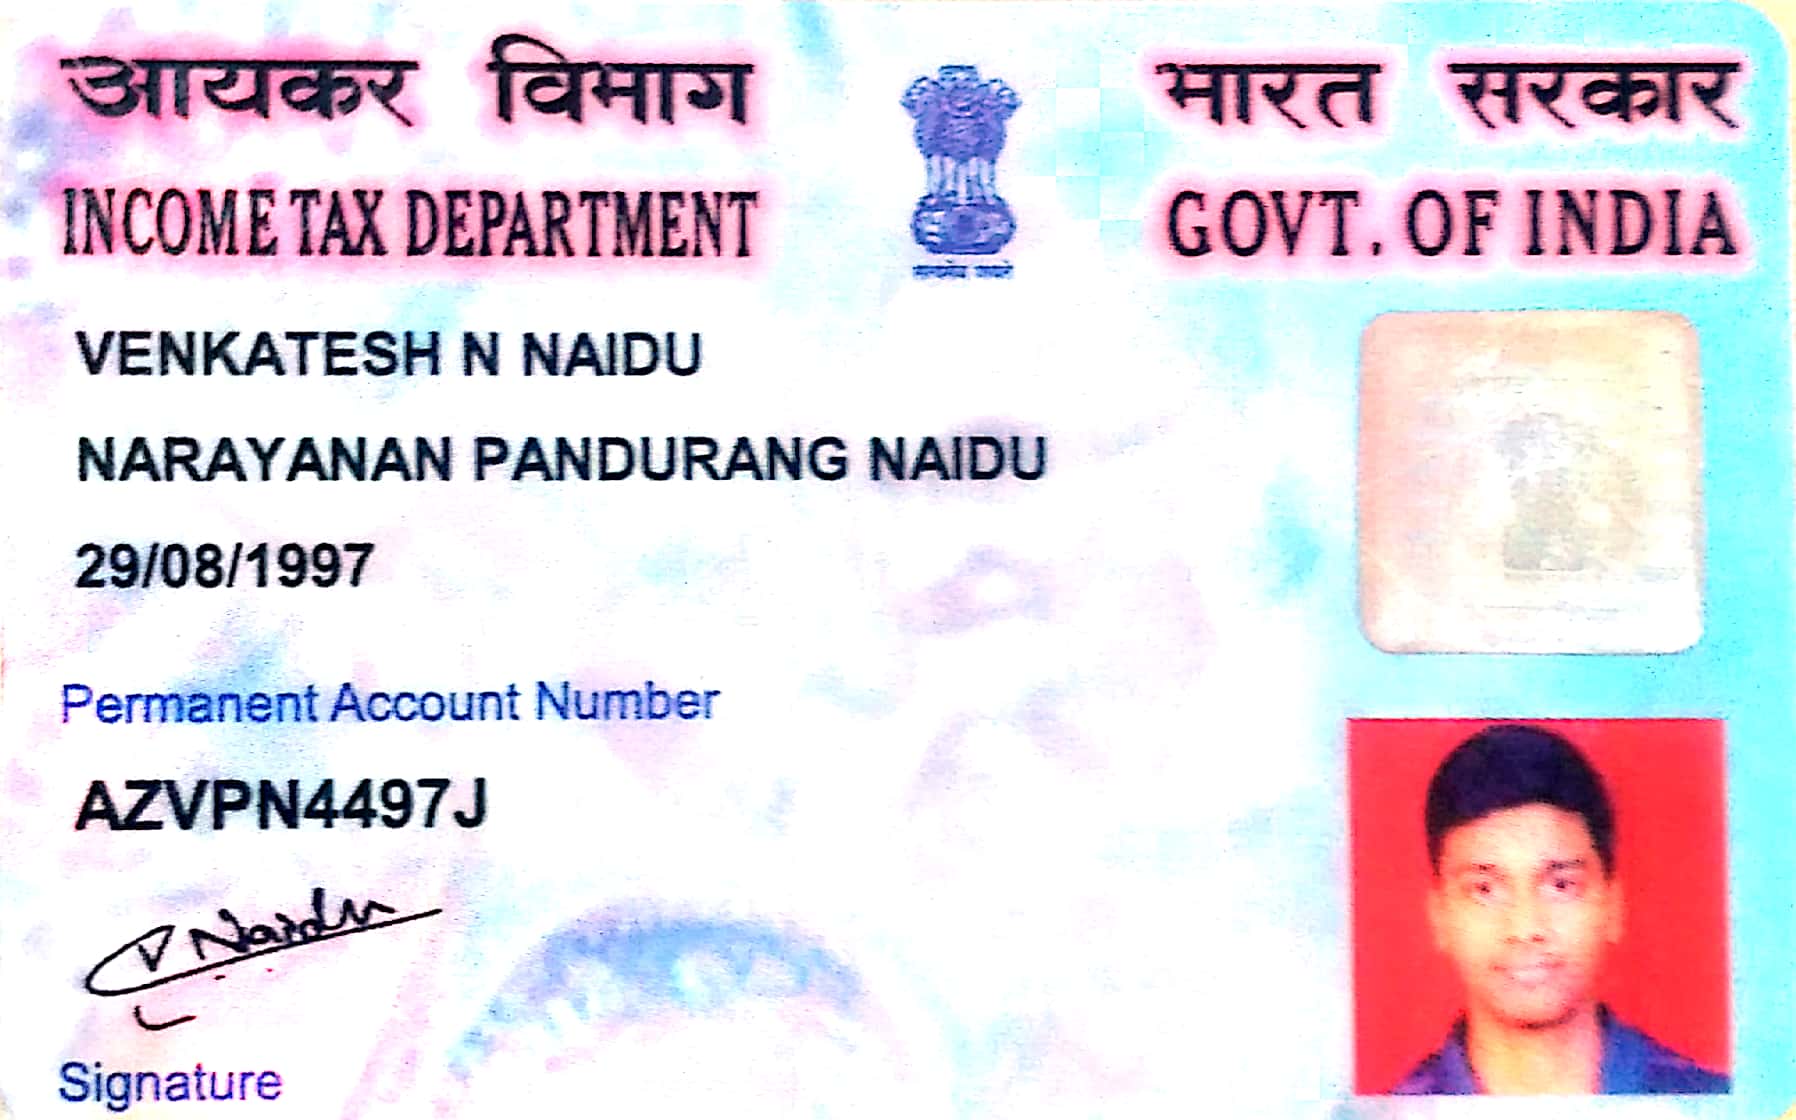 आयकर विभाग
INCOME TAX DEPARTMENT
भारत सरकार
GOVT. OF INDIA
सत्यमेव जयते
VENKATESH N NAIDU
NARAYANAN PANDURANG NAIDU
29/08/1997
Permanent Account Number
AZVPN4497J
V Naidu
Signature